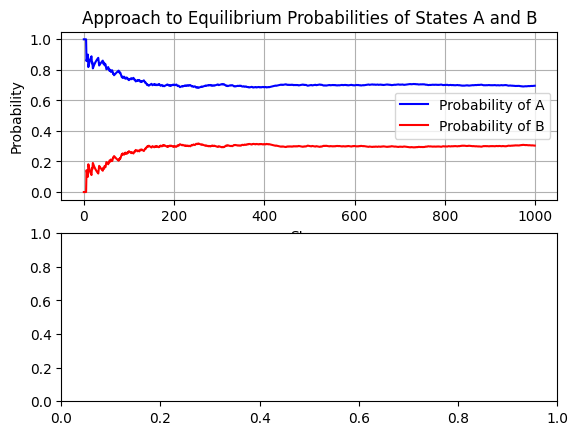 Approach to Equilibrium Probabilities of States A and B
1.0
0.8
0.6
0.4
0.2
0.0
Probability
Probability of A
Probability of B
0 200 400 600 800 1000
1.0
0.8
0.6
0.4
0.2
0.0
0.0 0.2 0.4 0.6 0.8 1.0